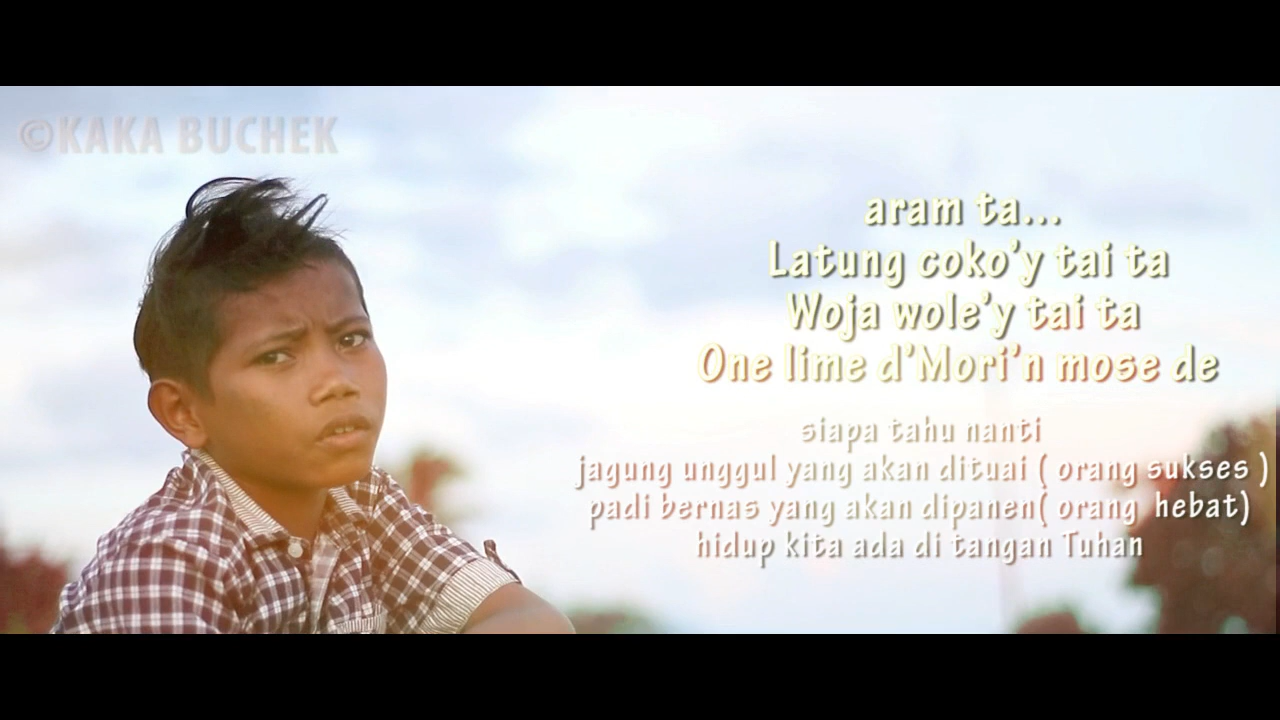 ©KAKA BUCHEK
aram ta...
Latung coko'y tai ta
Woja wole'y tai ta
One lime d'Mori'n mose de
siapa tahu nanti
jagung unggul yang akan dituai ( orang sukses )
padi bernas yang akan dipanen( orang hebat)
hidup kita ada di tangan Tuhan